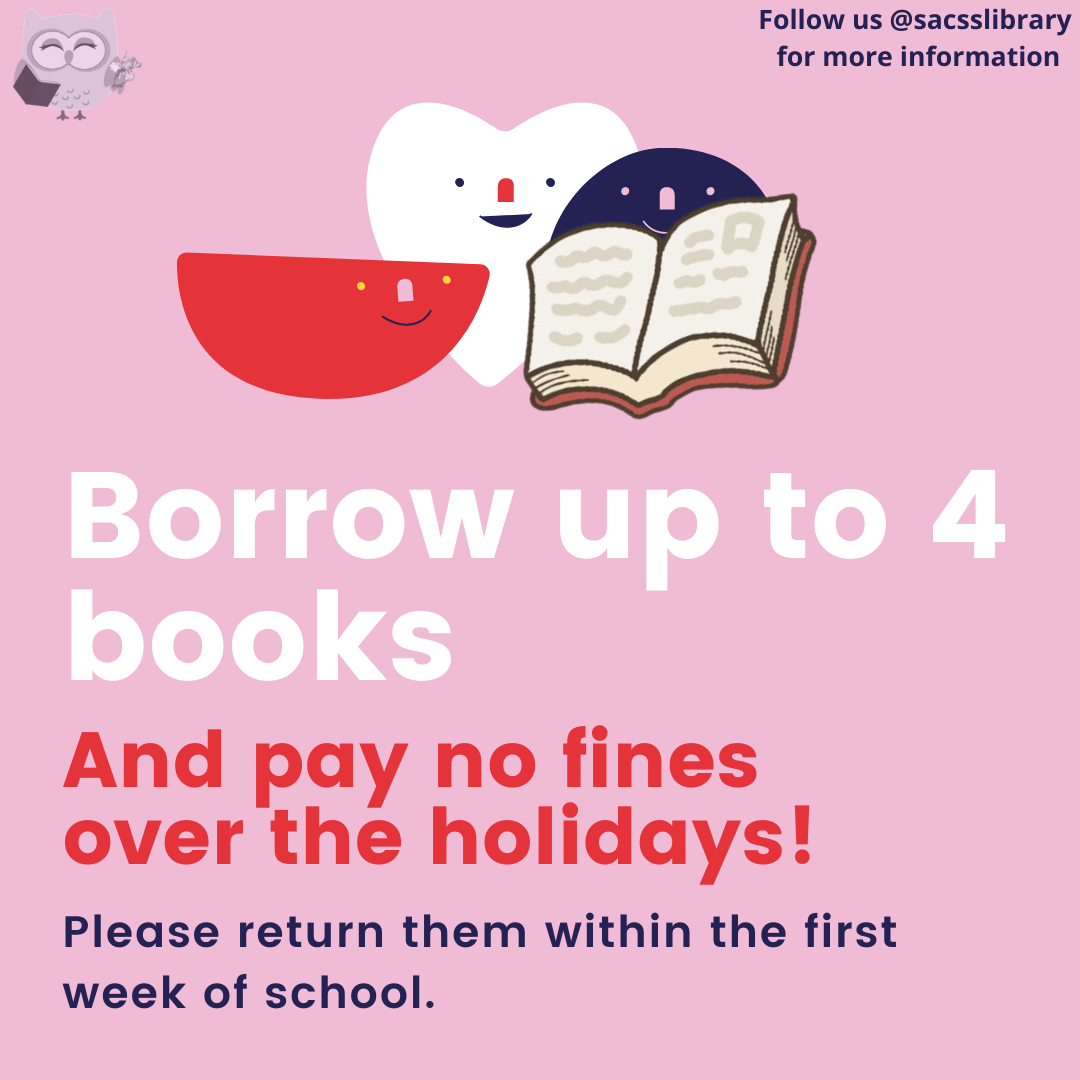 Follow us @sacsslibrary
for more information
Borrow up to 4
books
And pay no fines
over the holidays!
Please return them within the first
week of school.